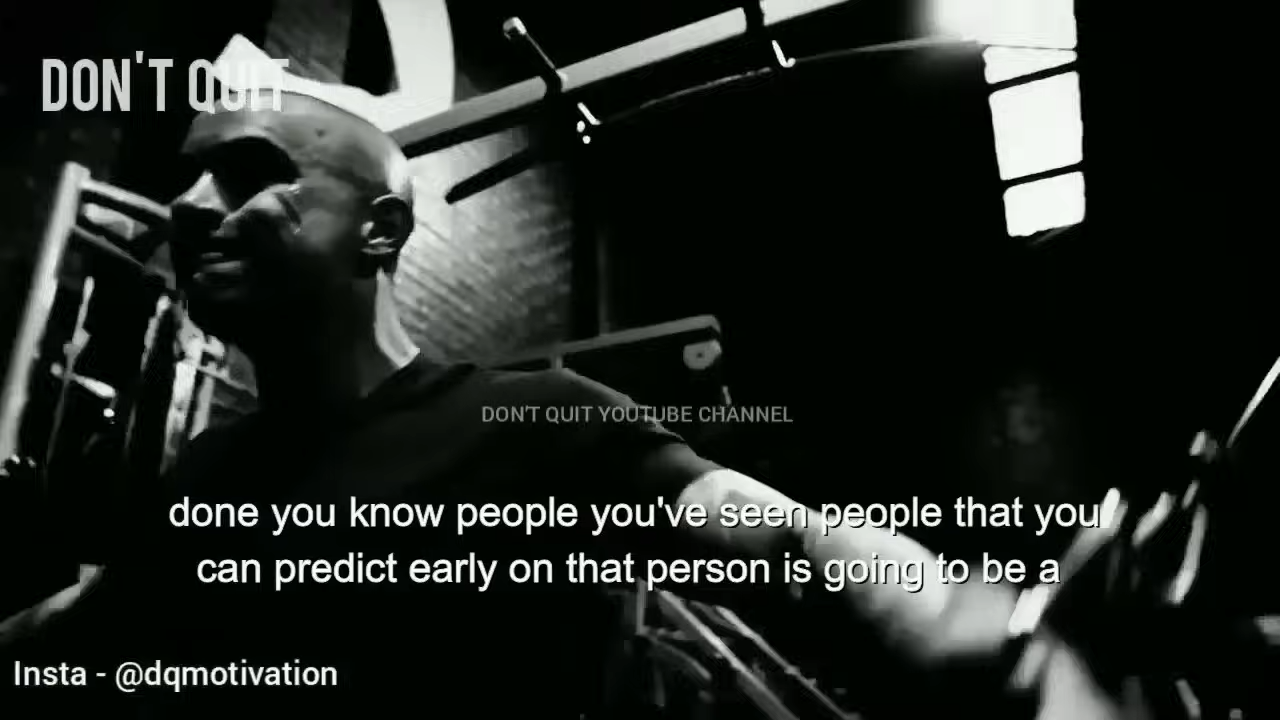 DON'T QUIT
DON'T QUIT YOUTUBE CHANNEL
done you know people you've seen people that you
can predict early on that person is going to be a
Insta - @dqmotivation